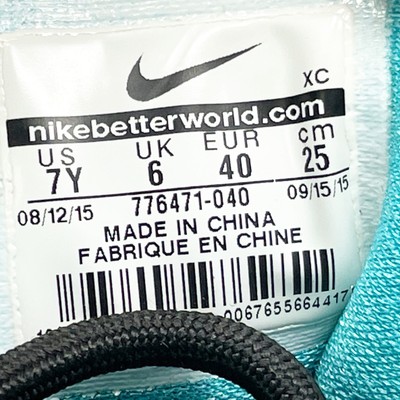 XC
nikebetterworld.com
US UK EUR cm
7Y 6 40 25
08/12/15 776471-040 09/15/15
MADE IN CHINA
FABRIQUE EN CHINE
0067655664417